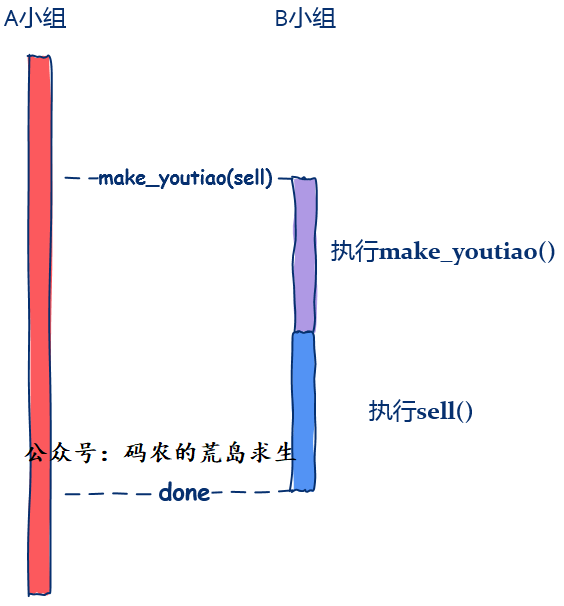 A小组
B小组
make_youtiao(sell)
执行make_youtiao()
执行sell()
公众号：码农的荒岛求生
done